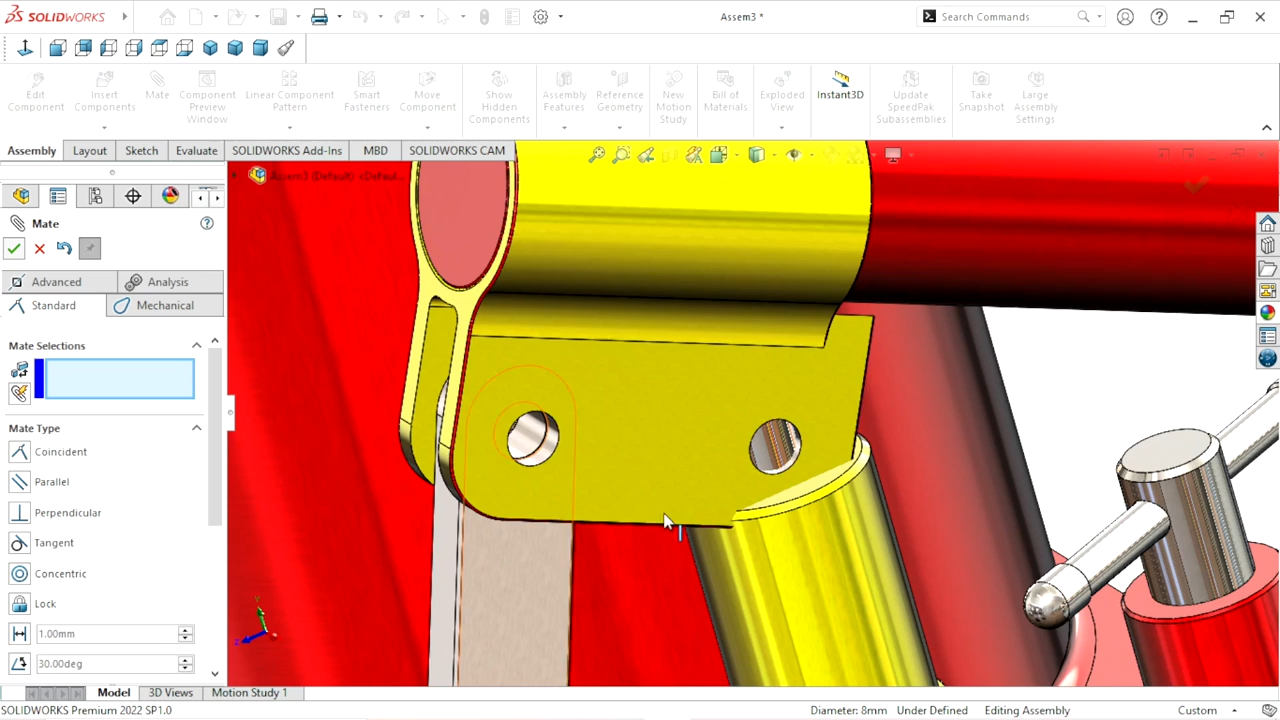 SOLIDWORKS
Assem3 *
Search Commands
Edit Component
Insert Components
Mate
Component Preview Window
Linear Component Pattern
Smart Fasteners
Move Component
Show Hidden Components
Assembly Features
Reference Geometry
New Motion Study
Bill of Materials
Exploded View
Instant3D
Update SpeedPak Subassemblies
Take Snapshot
Large Assembly Settings
Assembly
Layout
Sketch
Evaluate
SOLIDWORKS Add-Ins
MBD
SOLIDWORKS CAM
Assem3 (Default) <Defaul...
Mate
Advanced
Analysis
Standard
Mechanical
Mate Selections
Mate Type
Coincident
Parallel
Perpendicular
Tangent
Concentric
Lock
1.00mm
30.00deg
Y
Z
Model
3D Views
Motion Study 1
SOLIDWORKS Premium 2022 SP1.0
Diameter: 8mm
Under Defined
Editing Assembly
Custom